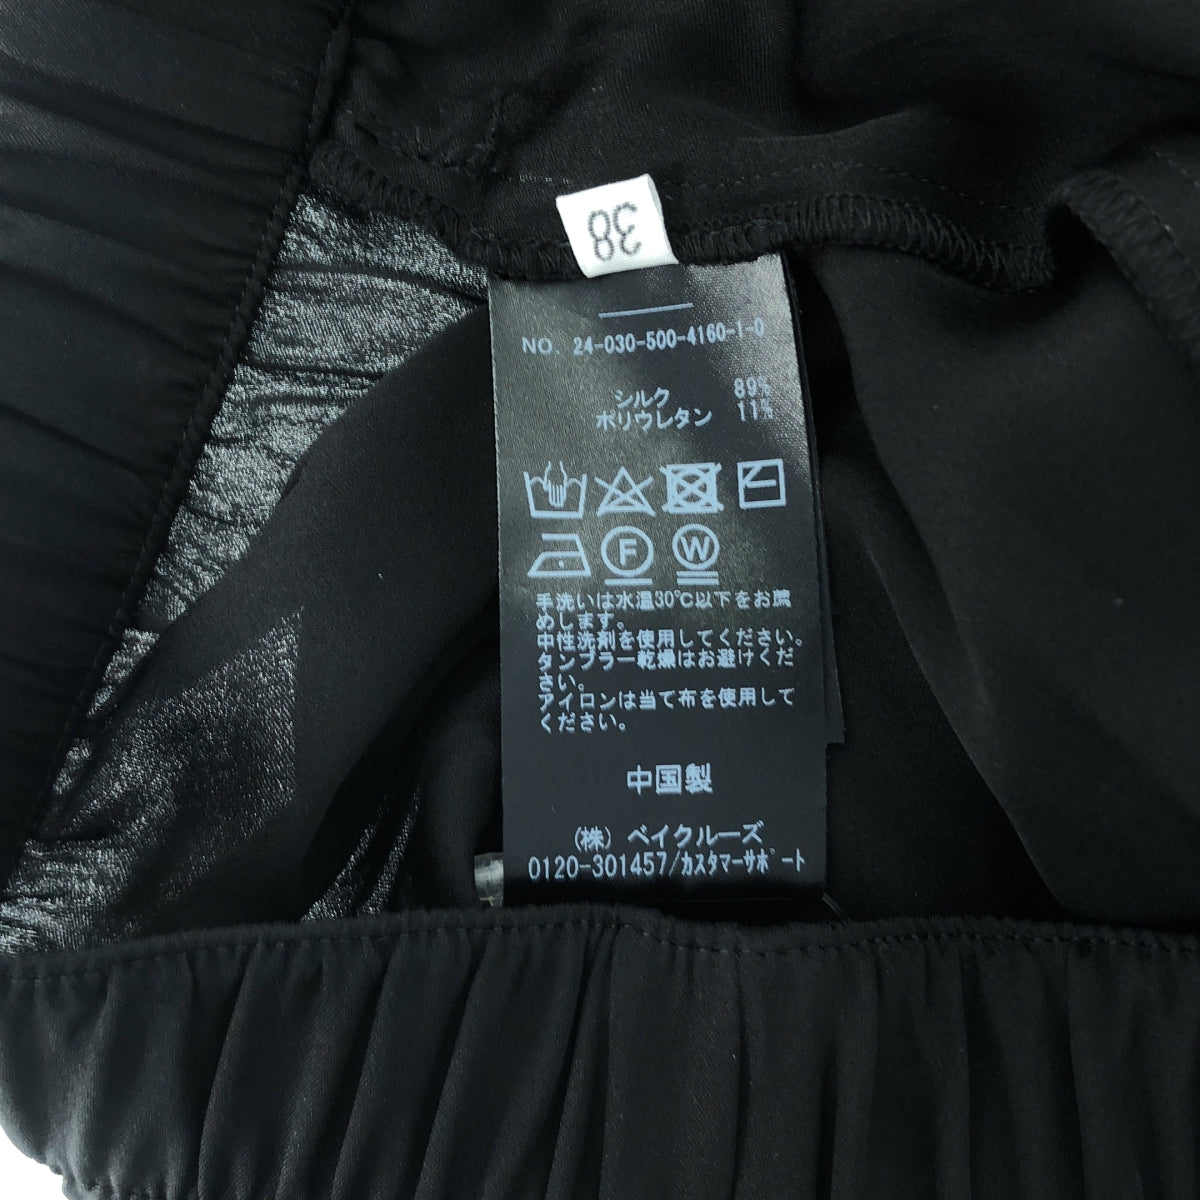 38
NO. 24-030-500-4160-1-0
シルク 89%
ポリウレタン 11%
F W
手洗いは水温30℃以下をお薦
めします。
中性洗剤を使用してください。
タンブラー乾燥はお避けくだ
さい。
アイロンは当て布を使用して
ください。
中国製
(株) ベイクルーズ
0120-301457/カスタマーサポート